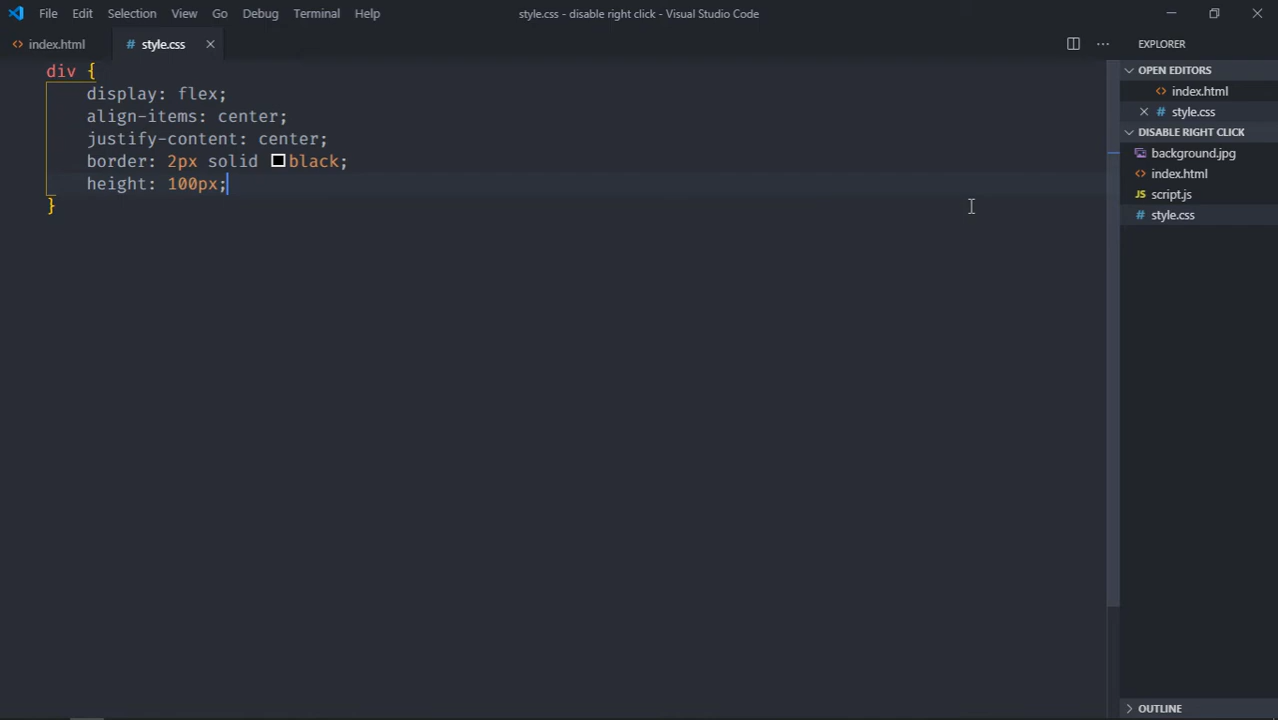 File Edit Selection View Go Debug Terminal Help
style.css - disable right click - Visual Studio Code
index.html
# style.css
EXPLORER
OPEN EDITORS
index.html
# style.css
DISABLE RIGHT CLICK
background.jpg
index.html
JS script.js
# style.css
OUTLINE
div {
display: flex;
align-items: center;
justify-content: center;
border: 2px solid black;
height: 100px;
}